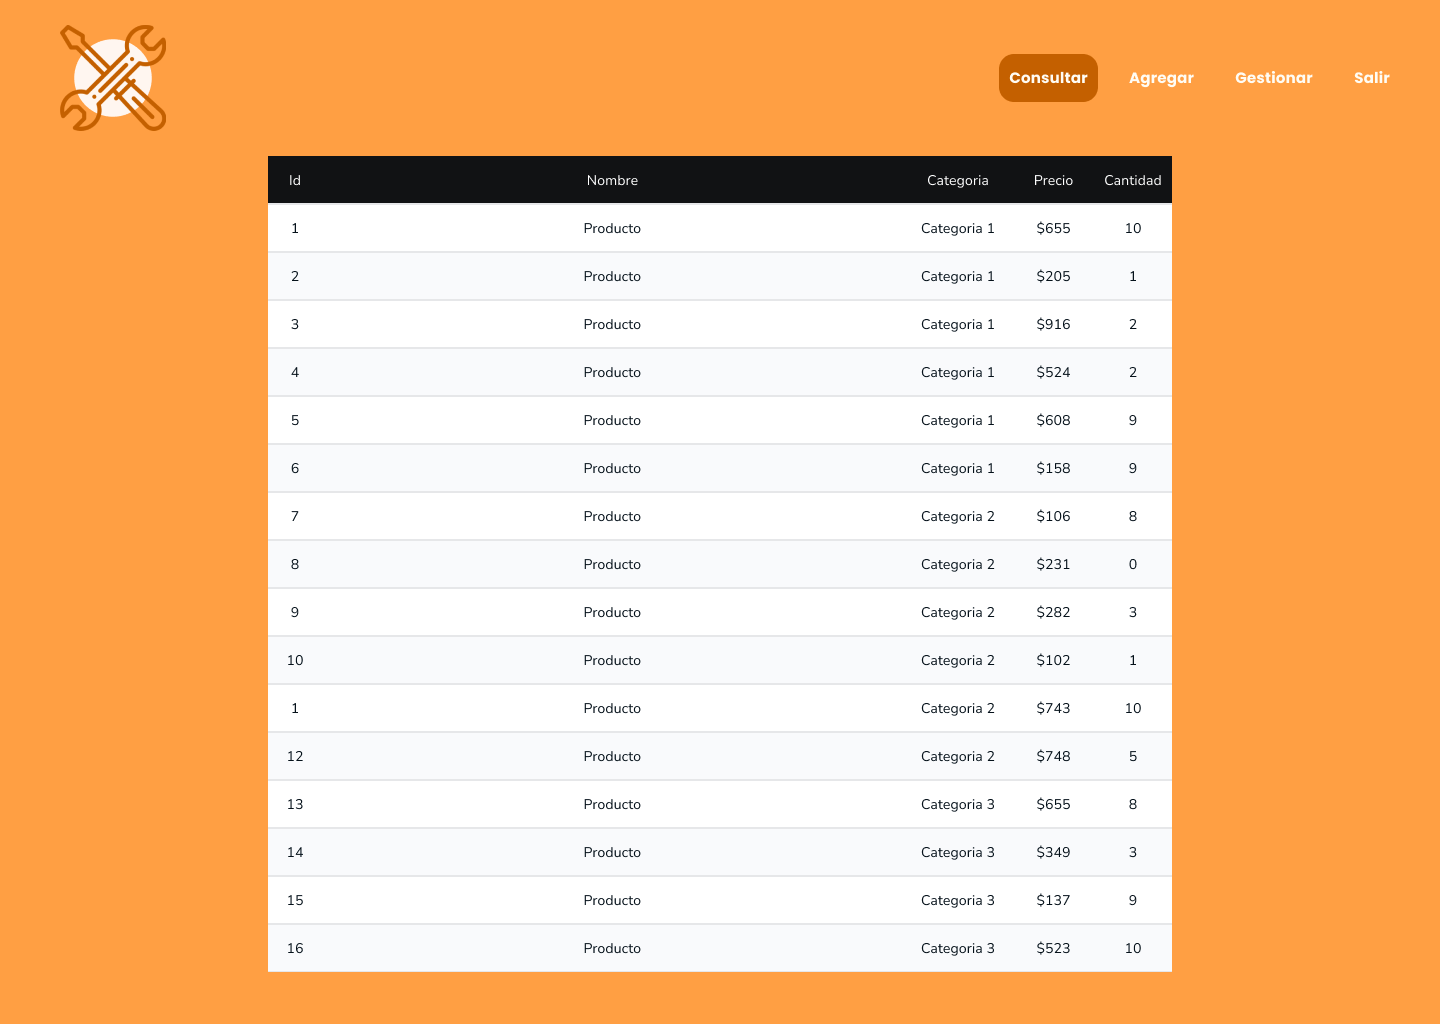 Consultar Agregar Gestionar Salir
Id Nombre Categoria Precio Cantidad
1 Producto Categoria 1 $655 10
2 Producto Categoria 1 $205 1
3 Producto Categoria 1 $916 2
4 Producto Categoria 1 $524 2
5 Producto Categoria 1 $608 9
6 Producto Categoria 1 $158 9
7 Producto Categoria 2 $106 8
8 Producto Categoria 2 $231 0
9 Producto Categoria 2 $282 3
10 Producto Categoria 2 $102 1
1 Producto Categoria 2 $743 10
12 Producto Categoria 2 $748 5
13 Producto Categoria 3 $655 8
14 Producto Categoria 3 $349 3
15 Producto Categoria 3 $137 9
16 Producto Categoria 3 $523 10